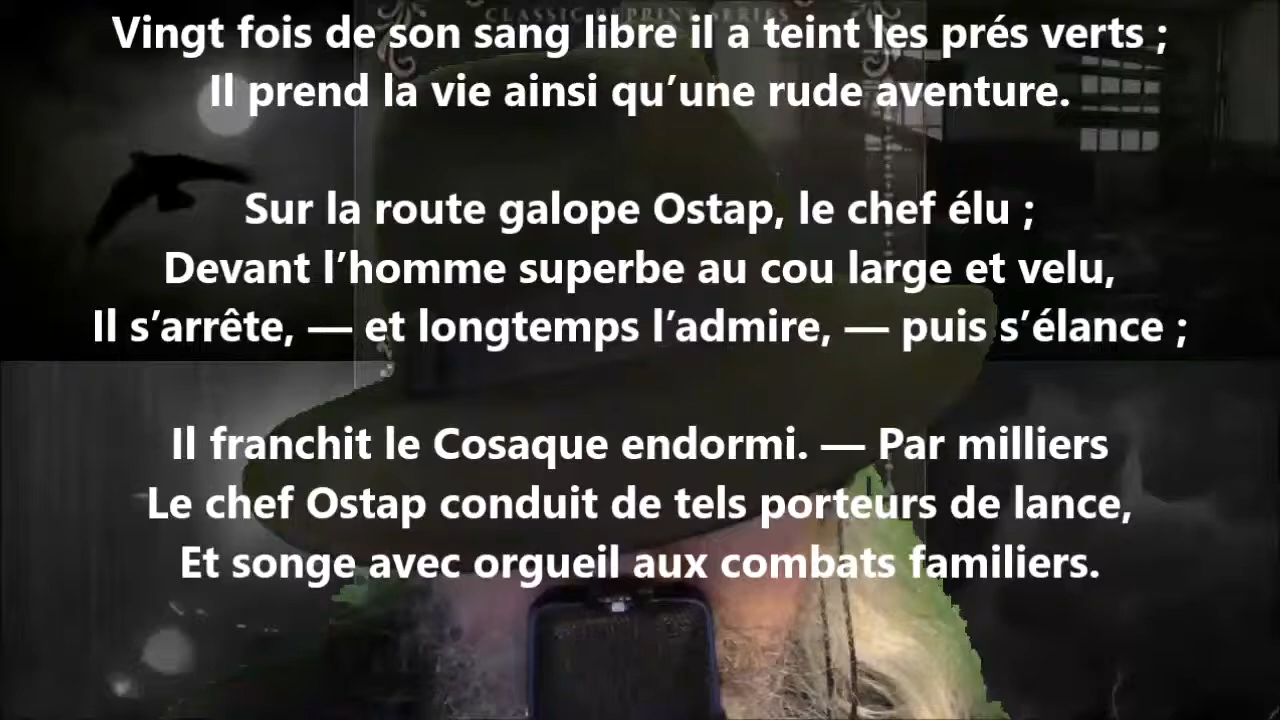 CLASSIC REPRINT SERIES
Vingt fois de son sang libre il a teint les prés verts ;
Il prend la vie ainsi qu’une rude aventure.
Sur la route galope Ostap, le chef élu ;
Devant l’homme superbe au cou large et velu,
Il s’arrête, — et longtemps l’admire, — puis s’élance ;
Il franchit le Cosaque endormi. — Par milliers
Le chef Ostap conduit de tels porteurs de lance,
Et songe avec orgueil aux combats familiers.